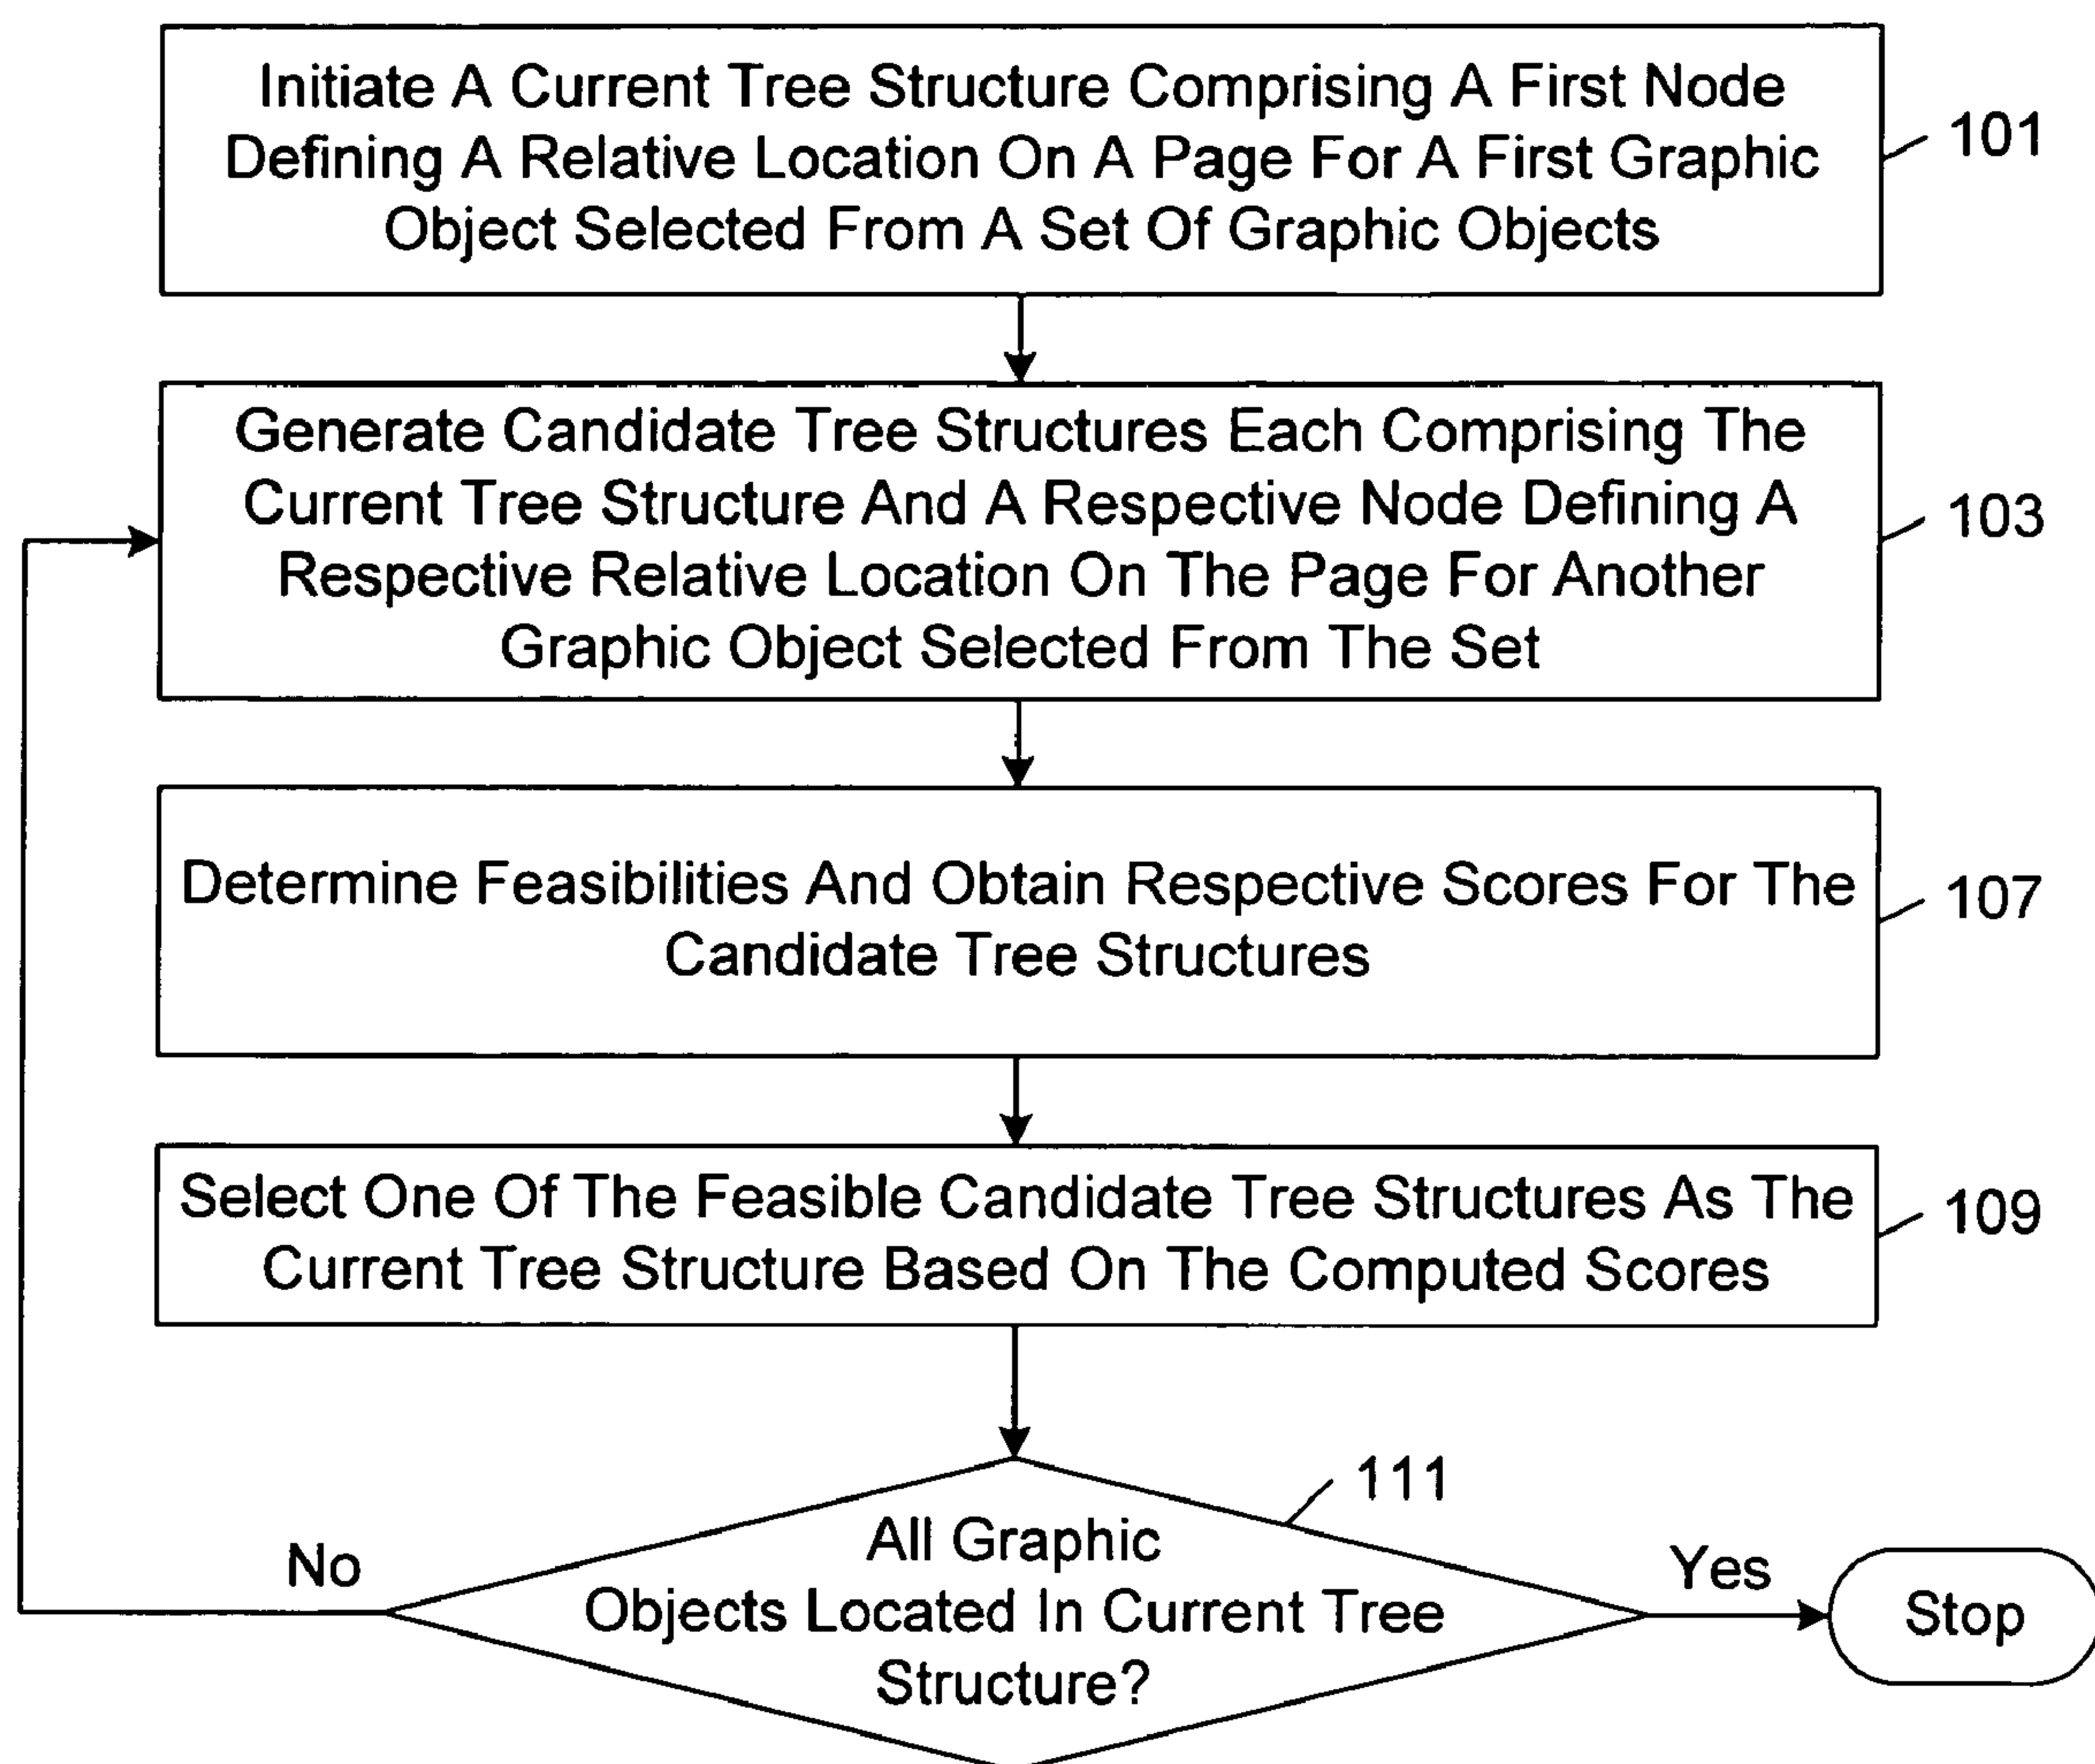 Initiate A Current Tree Structure Comprising A First Node
Defining A Relative Location On A Page For A First Graphic
Object Selected From A Set Of Graphic Objects
101
Generate Candidate Tree Structures Each Comprising The
Current Tree Structure And A Respective Node Defining A
Respective Relative Location On The Page For Another
Graphic Object Selected From The Set
103
Determine Feasibilities And Obtain Respective Scores For The
Candidate Tree Structures
107
Select One Of The Feasible Candidate Tree Structures As The
Current Tree Structure Based On The Computed Scores
109
111
All Graphic
Objects Located In Current Tree
Structure?
No
Yes
Stop